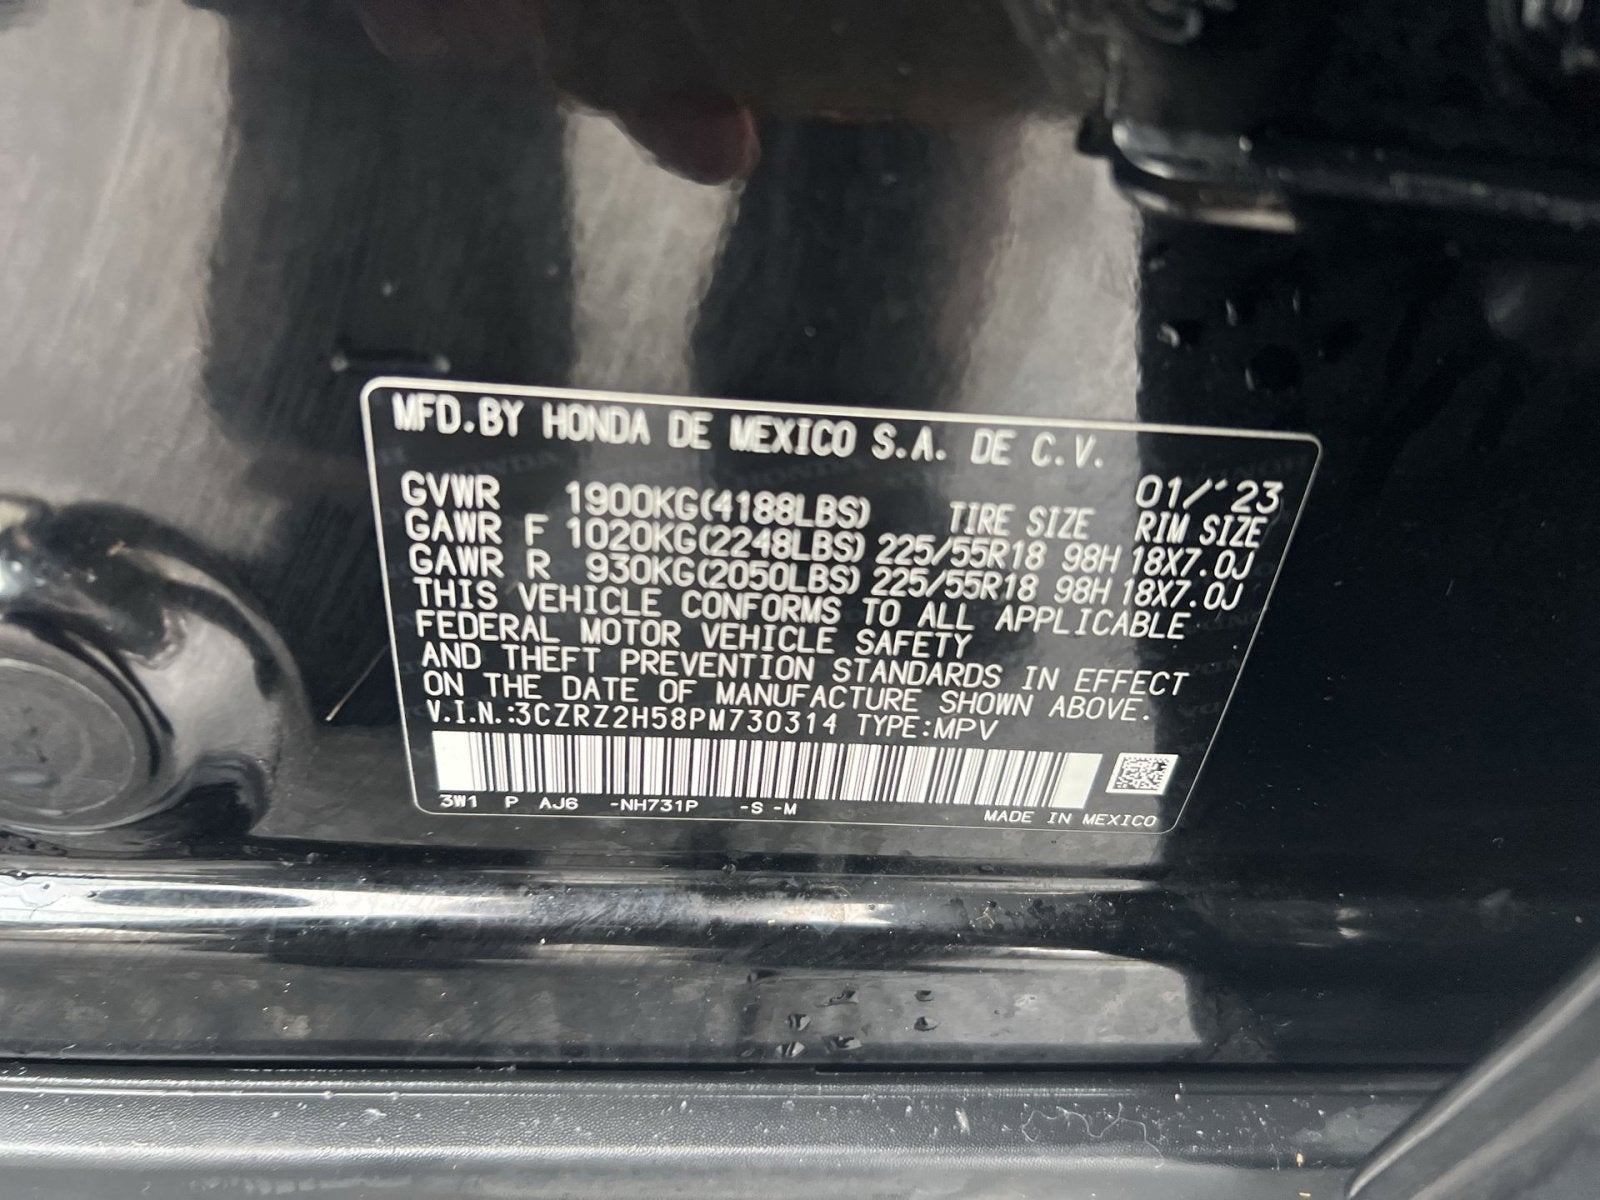 MFD.BY HONDA DE MEXICO S.A. DE C.V.
01/'23
GVWR 1900KG(4188LBS) TIRE SIZE RIM SIZE
GAWR F 1020KG(2248LBS) 225/55R18 98H 18X7.0J
GAWR R 930KG(2050LBS) 225/55R18 98H 18X7.0J
THIS VEHICLE CONFORMS TO ALL APPLICABLE
FEDERAL MOTOR VEHICLE SAFETY
AND THEFT PREVENTION STANDARDS IN EFFECT
ON THE DATE OF MANUFACTURE SHOWN ABOVE.
V.I.N.:3CZRZ2H58PM730314 TYPE:MPV
3W1 P AJ6 -NH731P -S -M
MADE IN MEXICO